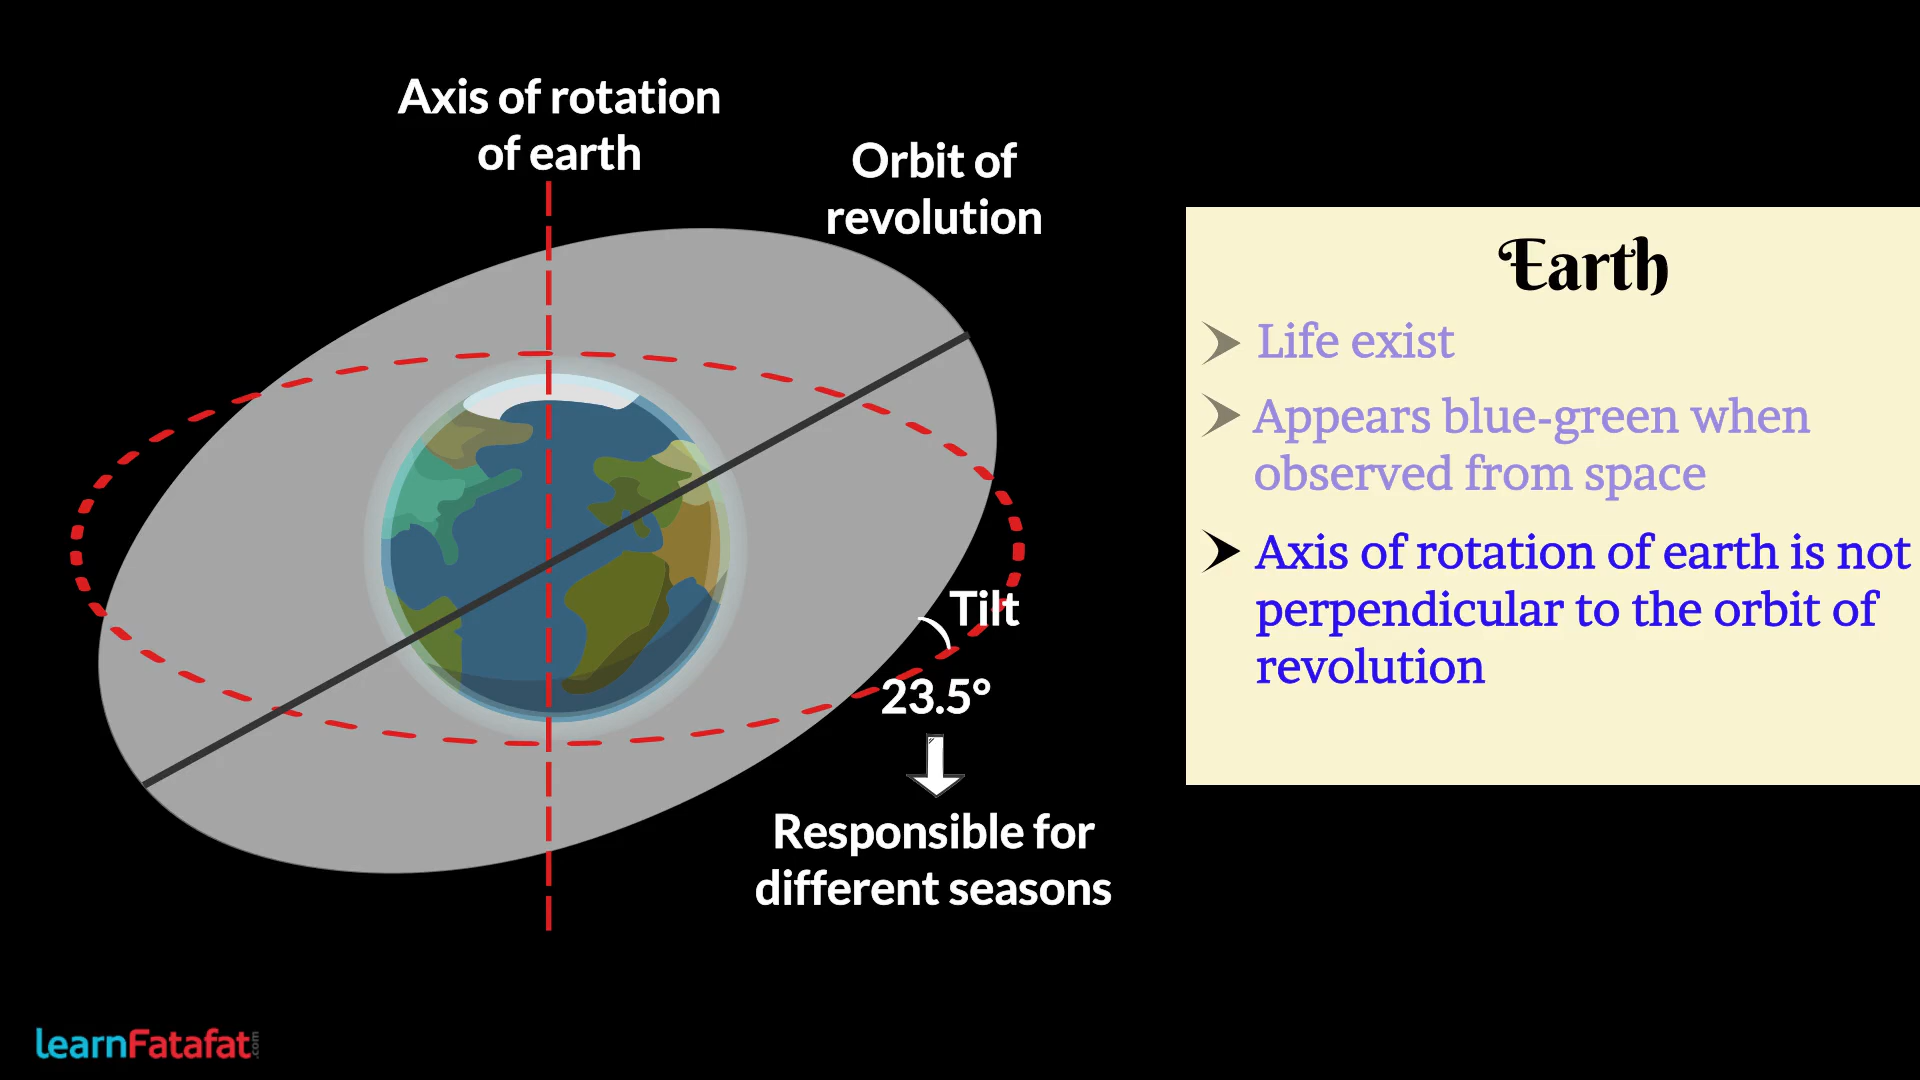 Axis of rotation
of earth
Orbit of
revolution
Tilt
23.5°
Responsible for
different seasons
Earth
Life exist
Appears blue-green when
observed from space
Axis of rotation of earth is not
perpendicular to the orbit of
revolution
learnFatafat.com